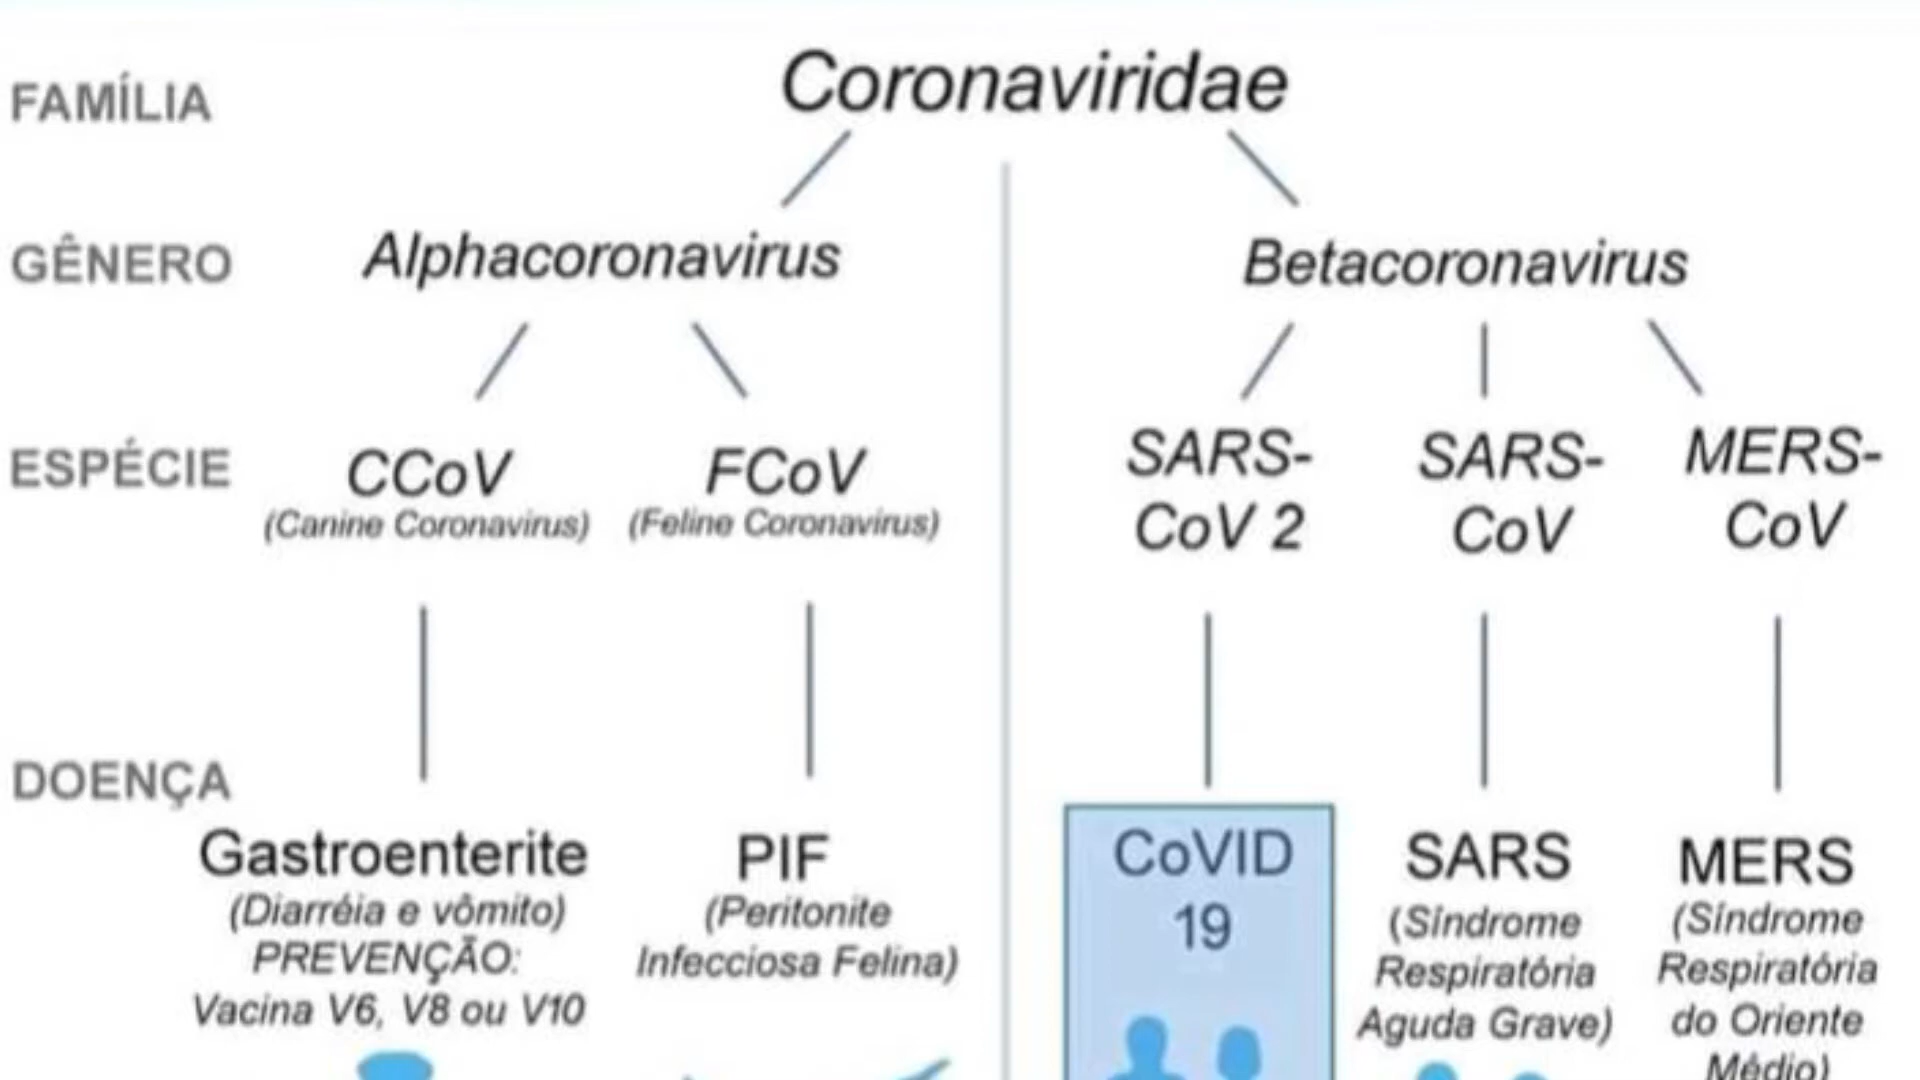 FAMÍLIA
Coronaviridae
GÊNERO
Alphacoronavirus
Betacoronavirus
ESPÉCIE
CCoV
(Canine Coronavirus)
FCoV
(Feline Coronavirus)
SARS-
CoV 2
SARS-
CoV
MERS-
CoV
DOENÇA
Gastroenterite
(Diarréia e vômito)
PREVENÇÃO:
Vacina V6, V8 ou V10
PIF
(Peritonite
Infecciosa Felina)
CoVID
19
SARS
(Síndrome
Respiratória
Aguda Grave)
MERS
(Síndrome
Respiratória
do Oriente
Médio)